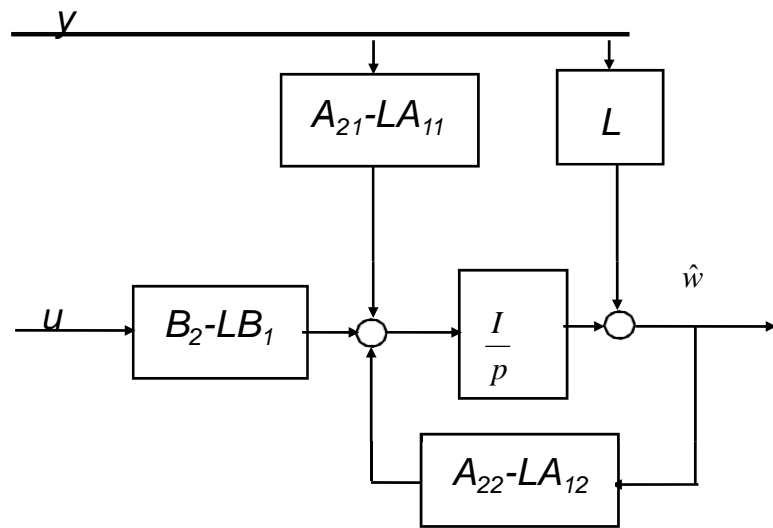 y
A₂₁-LA₁₁
L
ŵ
u
B₂-LB₁
I
p
A₂₂-LA₁₂